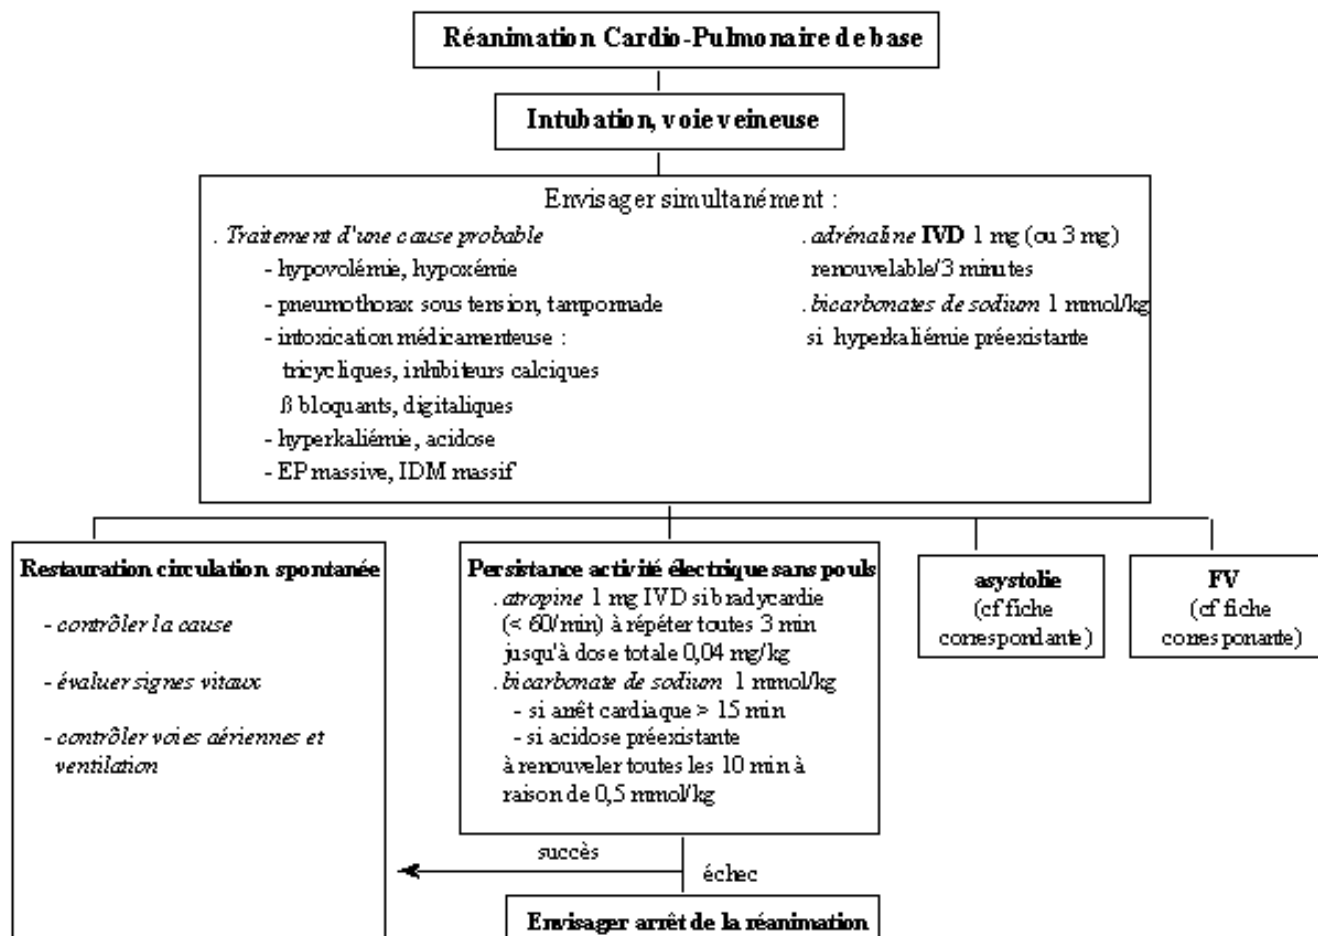 Réanimation Cardio-Pulmonaire de base
Intubation, voie veineuse
Envisager simultanément :
. Traitement d'une cause probable
- hypovolémie, hypoxémie
- pneumothorax sous tension, tamponnade
- intoxication médicamenteuse :
tricycliques, inhibiteurs calciques
ß bloquants, digitaliques
- hyperkaliémie, acidose
- EP massive, IDM massif
. adrénaline IVD 1 mg (ou 3 mg)
renouvelable/3 minutes
. bicarbonates de sodium 1 mmol/kg
si hyperkaliémie préexistante
Restauration circulation spontanée
- contrôler la cause
- évaluer signes vitaux
- contrôler voies aériennes et
ventilation
Persistance activité électrique sans pouls
. atropine 1 mg IVD si bradycardie
(< 60/min) à répéter toutes 3 min
jusqu'à dose totale 0,04 mg/kg
. bicarbonate de sodium 1 mmol/kg
- si arrêt cardiaque > 15 min
- si acidose préexistante
à renouveler toutes les 10 min à
raison de 0,5 mmol/kg
asystolie
(cf fiche
correspondante)
FV
(cf fiche
corresponante)
succès
échec
Envisager arrêt de la réanimation